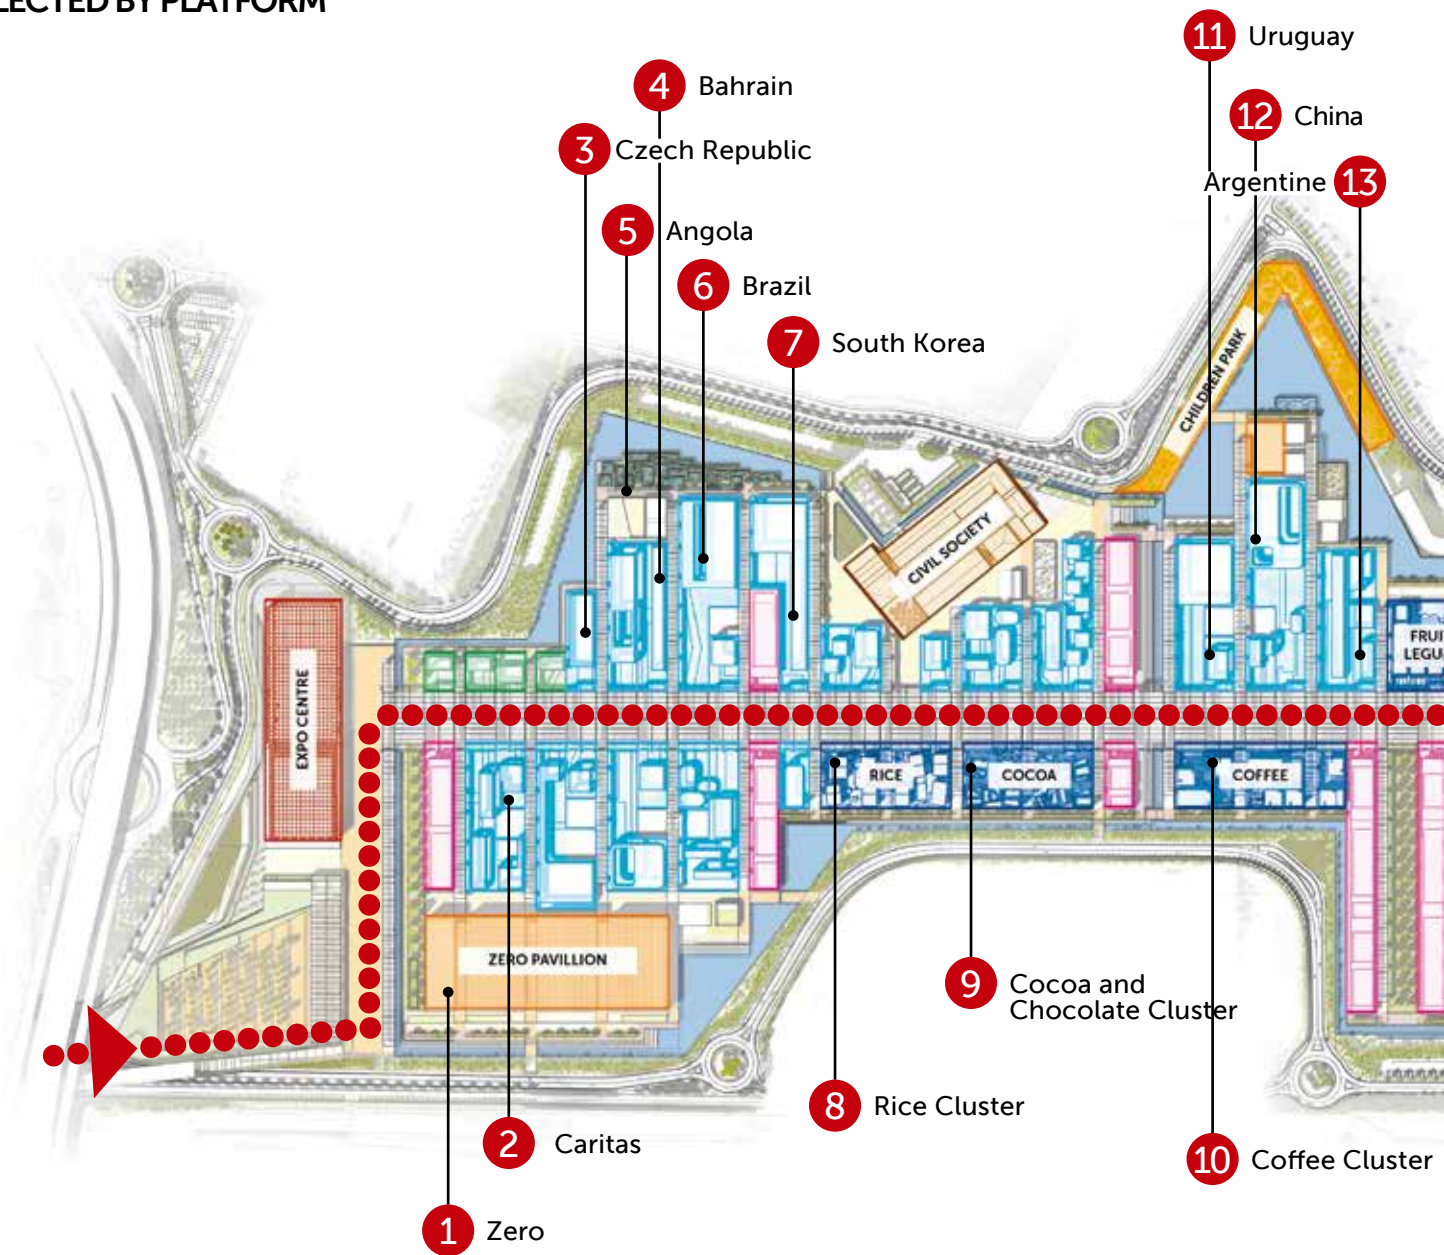 LECTED BY PLATFORM
11 Uruguay
4 Bahrain
12 China
3 Czech Republic
Argentine 13
5 Angola
6 Brazil
7 South Korea
CHILDREN PARK
CIVIL SOCIETY
FRUI
LEGU
EXPO CENTRE
RICE
COCOA
COFFEE
ZERO PAVILLION
9 Cocoa and
Chocolate Cluster
8 Rice Cluster
2 Caritas
10 Coffee Cluster
1 Zero